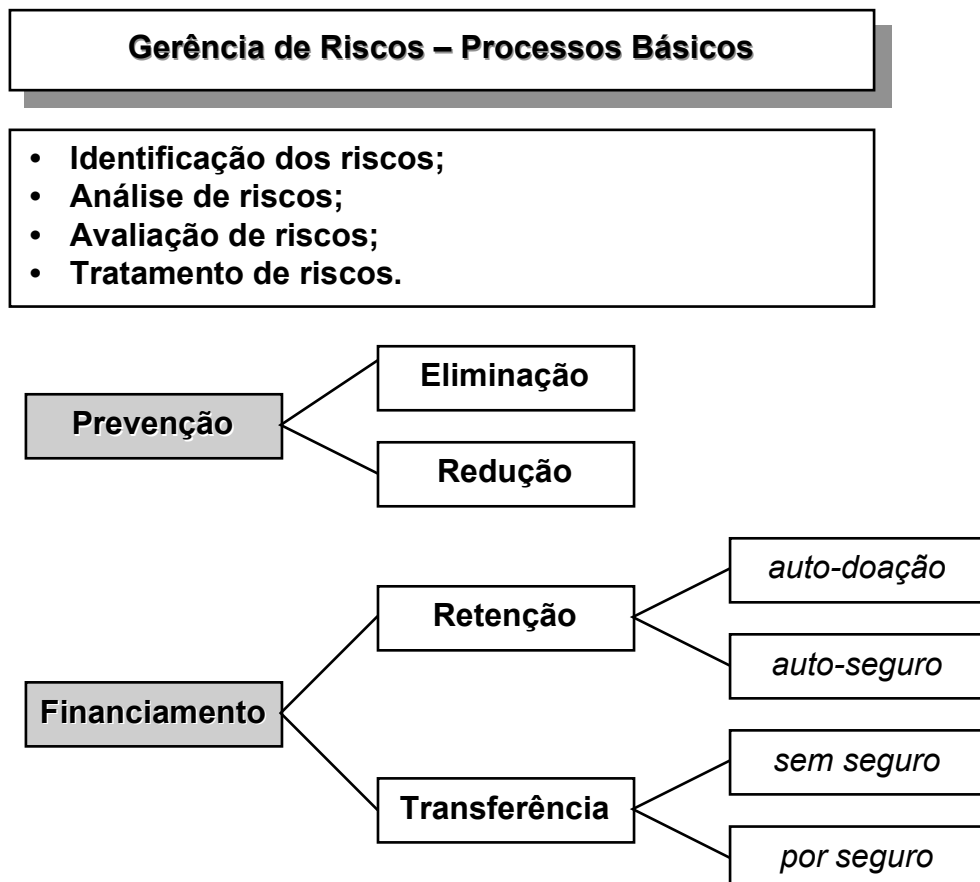 Gerência de Riscos – Processos Básicos
• Identificação dos riscos;
• Análise de riscos;
• Avaliação de riscos;
• Tratamento de riscos.
Prevenção
Eliminação
Redução
Financiamento
Retenção
auto-doação
auto-seguro
Transferência
sem seguro
por seguro